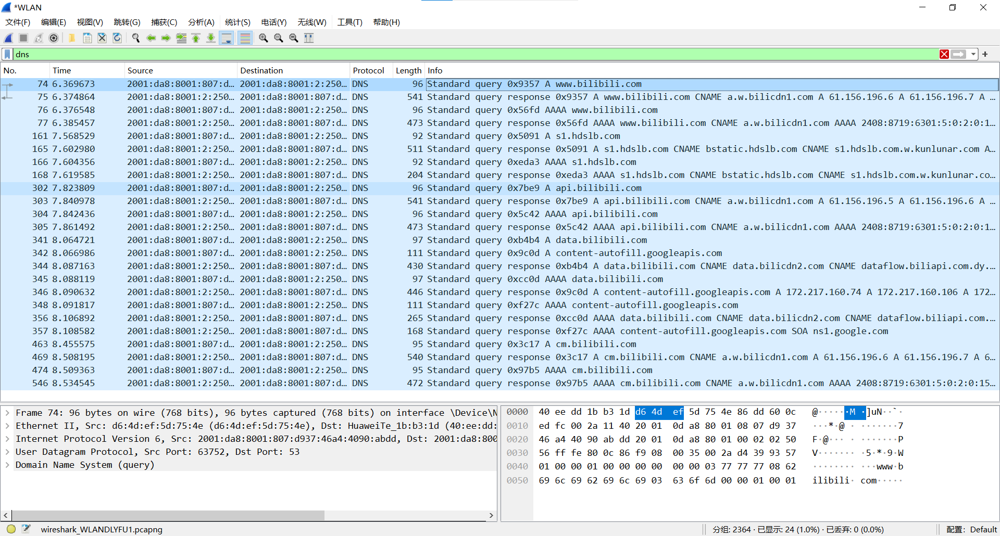 *WLAN
文件(F) 编辑(E) 视图(V) 跳转(G) 捕获(C) 分析(A) 统计(S) 电话(Y) 无线(W) 工具(T) 帮助(H)
dns
No. Time Source Destination Protocol Length Info
74 6.369673 2001:da8:8001:807:d… 2001:da8:8001:2:250… DNS 96 Standard query 0x9357 A www.bilibili.com
75 6.374864 2001:da8:8001:2:250… 2001:da8:8001:807:d… DNS 541 Standard query response 0x9357 A www.bilibili.com CNAME a.w.bilicdn1.com A 61.156.196.6 A 61.156.196.7 A …
76 6.376548 2001:da8:8001:807:d… 2001:da8:8001:2:250… DNS 96 Standard query 0x56fd AAAA www.bilibili.com
77 6.385457 2001:da8:8001:2:250… 2001:da8:8001:807:d… DNS 473 Standard query response 0x56fd AAAA www.bilibili.com CNAME a.w.bilicdn1.com AAAA 2408:8719:6301:5:0:2:0:1…
161 7.568529 2001:da8:8001:807:d… 2001:da8:8001:2:250… DNS 92 Standard query 0x5091 A s1.hdslb.com
165 7.602980 2001:da8:8001:2:250… 2001:da8:8001:807:d… DNS 511 Standard query response 0x5091 A s1.hdslb.com CNAME bstatic.hdslb.com CNAME s1.hdslb.com.w.kunlunar.com A…
166 7.604356 2001:da8:8001:807:d… 2001:da8:8001:2:250… DNS 92 Standard query 0xeda3 AAAA s1.hdslb.com
168 7.619585 2001:da8:8001:2:250… 2001:da8:8001:807:d… DNS 204 Standard query response 0xeda3 AAAA s1.hdslb.com CNAME bstatic.hdslb.com CNAME s1.hdslb.com.w.kunlunar.co…
302 7.823809 2001:da8:8001:807:d… 2001:da8:8001:2:250… DNS 96 Standard query 0x7be9 A api.bilibili.com
303 7.840978 2001:da8:8001:2:250… 2001:da8:8001:807:d… DNS 541 Standard query response 0x7be9 A api.bilibili.com CNAME a.w.bilicdn1.com A 61.156.196.5 A 61.156.196.6 A …
304 7.842436 2001:da8:8001:807:d… 2001:da8:8001:2:250… DNS 96 Standard query 0x5c42 AAAA api.bilibili.com
305 7.861492 2001:da8:8001:2:250… 2001:da8:8001:807:d… DNS 473 Standard query response 0x5c42 AAAA api.bilibili.com CNAME a.w.bilicdn1.com AAAA 2408:8719:6301:5:0:2:0:1…
341 8.064721 2001:da8:8001:807:d… 2001:da8:8001:2:250… DNS 97 Standard query 0xb4b4 A data.bilibili.com
342 8.066986 2001:da8:8001:807:d… 2001:da8:8001:2:250… DNS 111 Standard query 0x9c0d A content-autofill.googleapis.com
344 8.087163 2001:da8:8001:2:250… 2001:da8:8001:807:d… DNS 430 Standard query response 0xb4b4 A data.bilibili.com CNAME data.bilicdn2.com CNAME dataflow.biliapi.com.dy.…
345 8.088119 2001:da8:8001:807:d… 2001:da8:8001:2:250… DNS 97 Standard query 0xcc0d AAAA data.bilibili.com
346 8.090632 2001:da8:8001:2:250… 2001:da8:8001:807:d… DNS 446 Standard query response 0x9c0d A content-autofill.googleapis.com A 172.217.160.74 A 172.217.160.106 A 172…
348 8.091817 2001:da8:8001:807:d… 2001:da8:8001:2:250… DNS 111 Standard query 0xf27c AAAA content-autofill.googleapis.com
356 8.106892 2001:da8:8001:2:250… 2001:da8:8001:807:d… DNS 265 Standard query response 0xcc0d AAAA data.bilibili.com CNAME data.bilicdn2.com CNAME dataflow.biliapi.com.…
357 8.108582 2001:da8:8001:2:250… 2001:da8:8001:807:d… DNS 168 Standard query response 0xf27c AAAA content-autofill.googleapis.com SOA ns1.google.com
463 8.455575 2001:da8:8001:807:d… 2001:da8:8001:2:250… DNS 95 Standard query 0x3c17 A cm.bilibili.com
469 8.508195 2001:da8:8001:2:250… 2001:da8:8001:807:d… DNS 540 Standard query response 0x3c17 A cm.bilibili.com CNAME a.w.bilicdn1.com A 61.156.196.6 A 61.156.196.7 A 6…
474 8.509363 2001:da8:8001:807:d… 2001:da8:8001:2:250… DNS 95 Standard query 0x97b5 AAAA cm.bilibili.com
546 8.534545 2001:da8:8001:2:250… 2001:da8:8001:807:d… DNS 472 Standard query response 0x97b5 AAAA cm.bilibili.com CNAME a.w.bilicdn1.com AAAA 2408:8719:6301:5:0:2:0:15…
Frame 74: 96 bytes on wire (768 bits), 96 bytes captured (768 bits) on interface \Device\N
Ethernet II, Src: d6:4d:ef:5d:75:4e (d6:4d:ef:5d:75:4e), Dst: HuaweiTe_1b:b3:1d (40:ee:dd:
Internet Protocol Version 6, Src: 2001:da8:8001:807:d937:46a4:4090:abdd, Dst: 2001:da8:800
User Datagram Protocol, Src Port: 63752, Dst Port: 53
Domain Name System (query)
0000 40 ee dd 1b b3 1d d6 4d ef 5d 75 4e 86 dd 60 0c @·····​·M ·]uN··`·
0010 ed fc 00 2a 11 40 20 01 0d a8 80 01 08 07 d9 37 ···*·@ · ·······7
0020 46 a4 40 90 ab dd 20 01 0d a8 80 01 00 02 02 50 F·@··· · ·······P
0030 56 ff fe 80 0c 86 f9 08 00 35 00 2a d4 39 93 57 V······· ·5·*·9·W
0040 01 00 00 01 00 00 00 00 00 00 03 77 77 77 08 62 ········ ···www·b
0050 69 6c 69 62 69 6c 69 03 63 6f 6d 00 00 01 00 01 ilibili· com·····
wireshark_WLANDLYFU1.pcapng 分组: 2364 · 已显示: 24 (1.0%) · 已丢弃: 0 (0.0%) 配置: Default